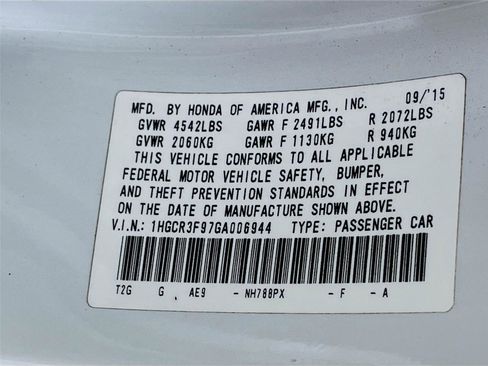 MFD. BY HONDA OF AMERICA MFG., INC. 09/'15
GVWR 4542LBS GAWR F 2491LBS R 2072LBS
GVWR 2060KG GAWR F 1130KG R 940KG
THIS VEHICLE CONFORMS TO ALL APPLICABLE
FEDERAL MOTOR VEHICLE SAFETY, BUMPER,
AND THEFT PREVENTION STANDARDS IN EFFECT
ON THE DATE OF MANUFACTURE SHOWN ABOVE.
V.I.N.: 1HGCR3F97GA006944 TYPE: PASSENGER CAR
T2G G AE9 - NH788PX - F - A